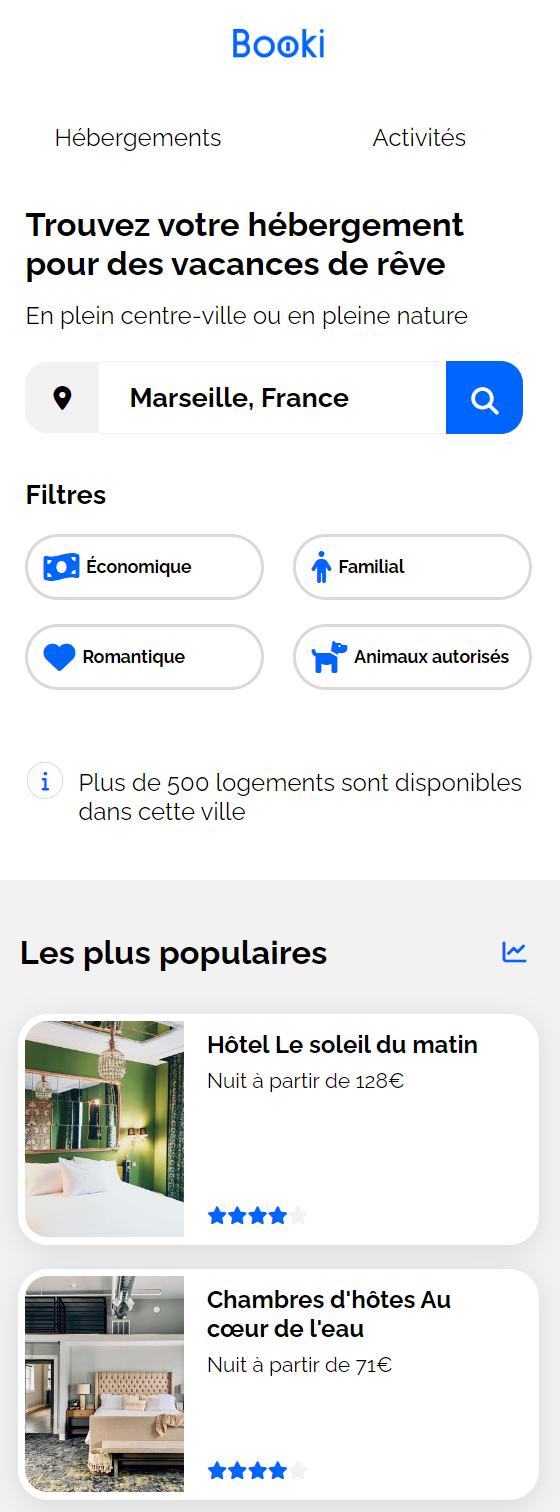 Booki
Hébergements
Activités
Trouvez votre hébergement
pour des vacances de rêve
En plein centre-ville ou en pleine nature
Marseille, France
Filtres
Économique
Familial
Romantique
Animaux autorisés
i
Plus de 500 logements sont disponibles
dans cette ville
Les plus populaires
Hôtel Le soleil du matin
Nuit à partir de 128€
Chambres d'hôtes Au
cœur de l'eau
Nuit à partir de 71€